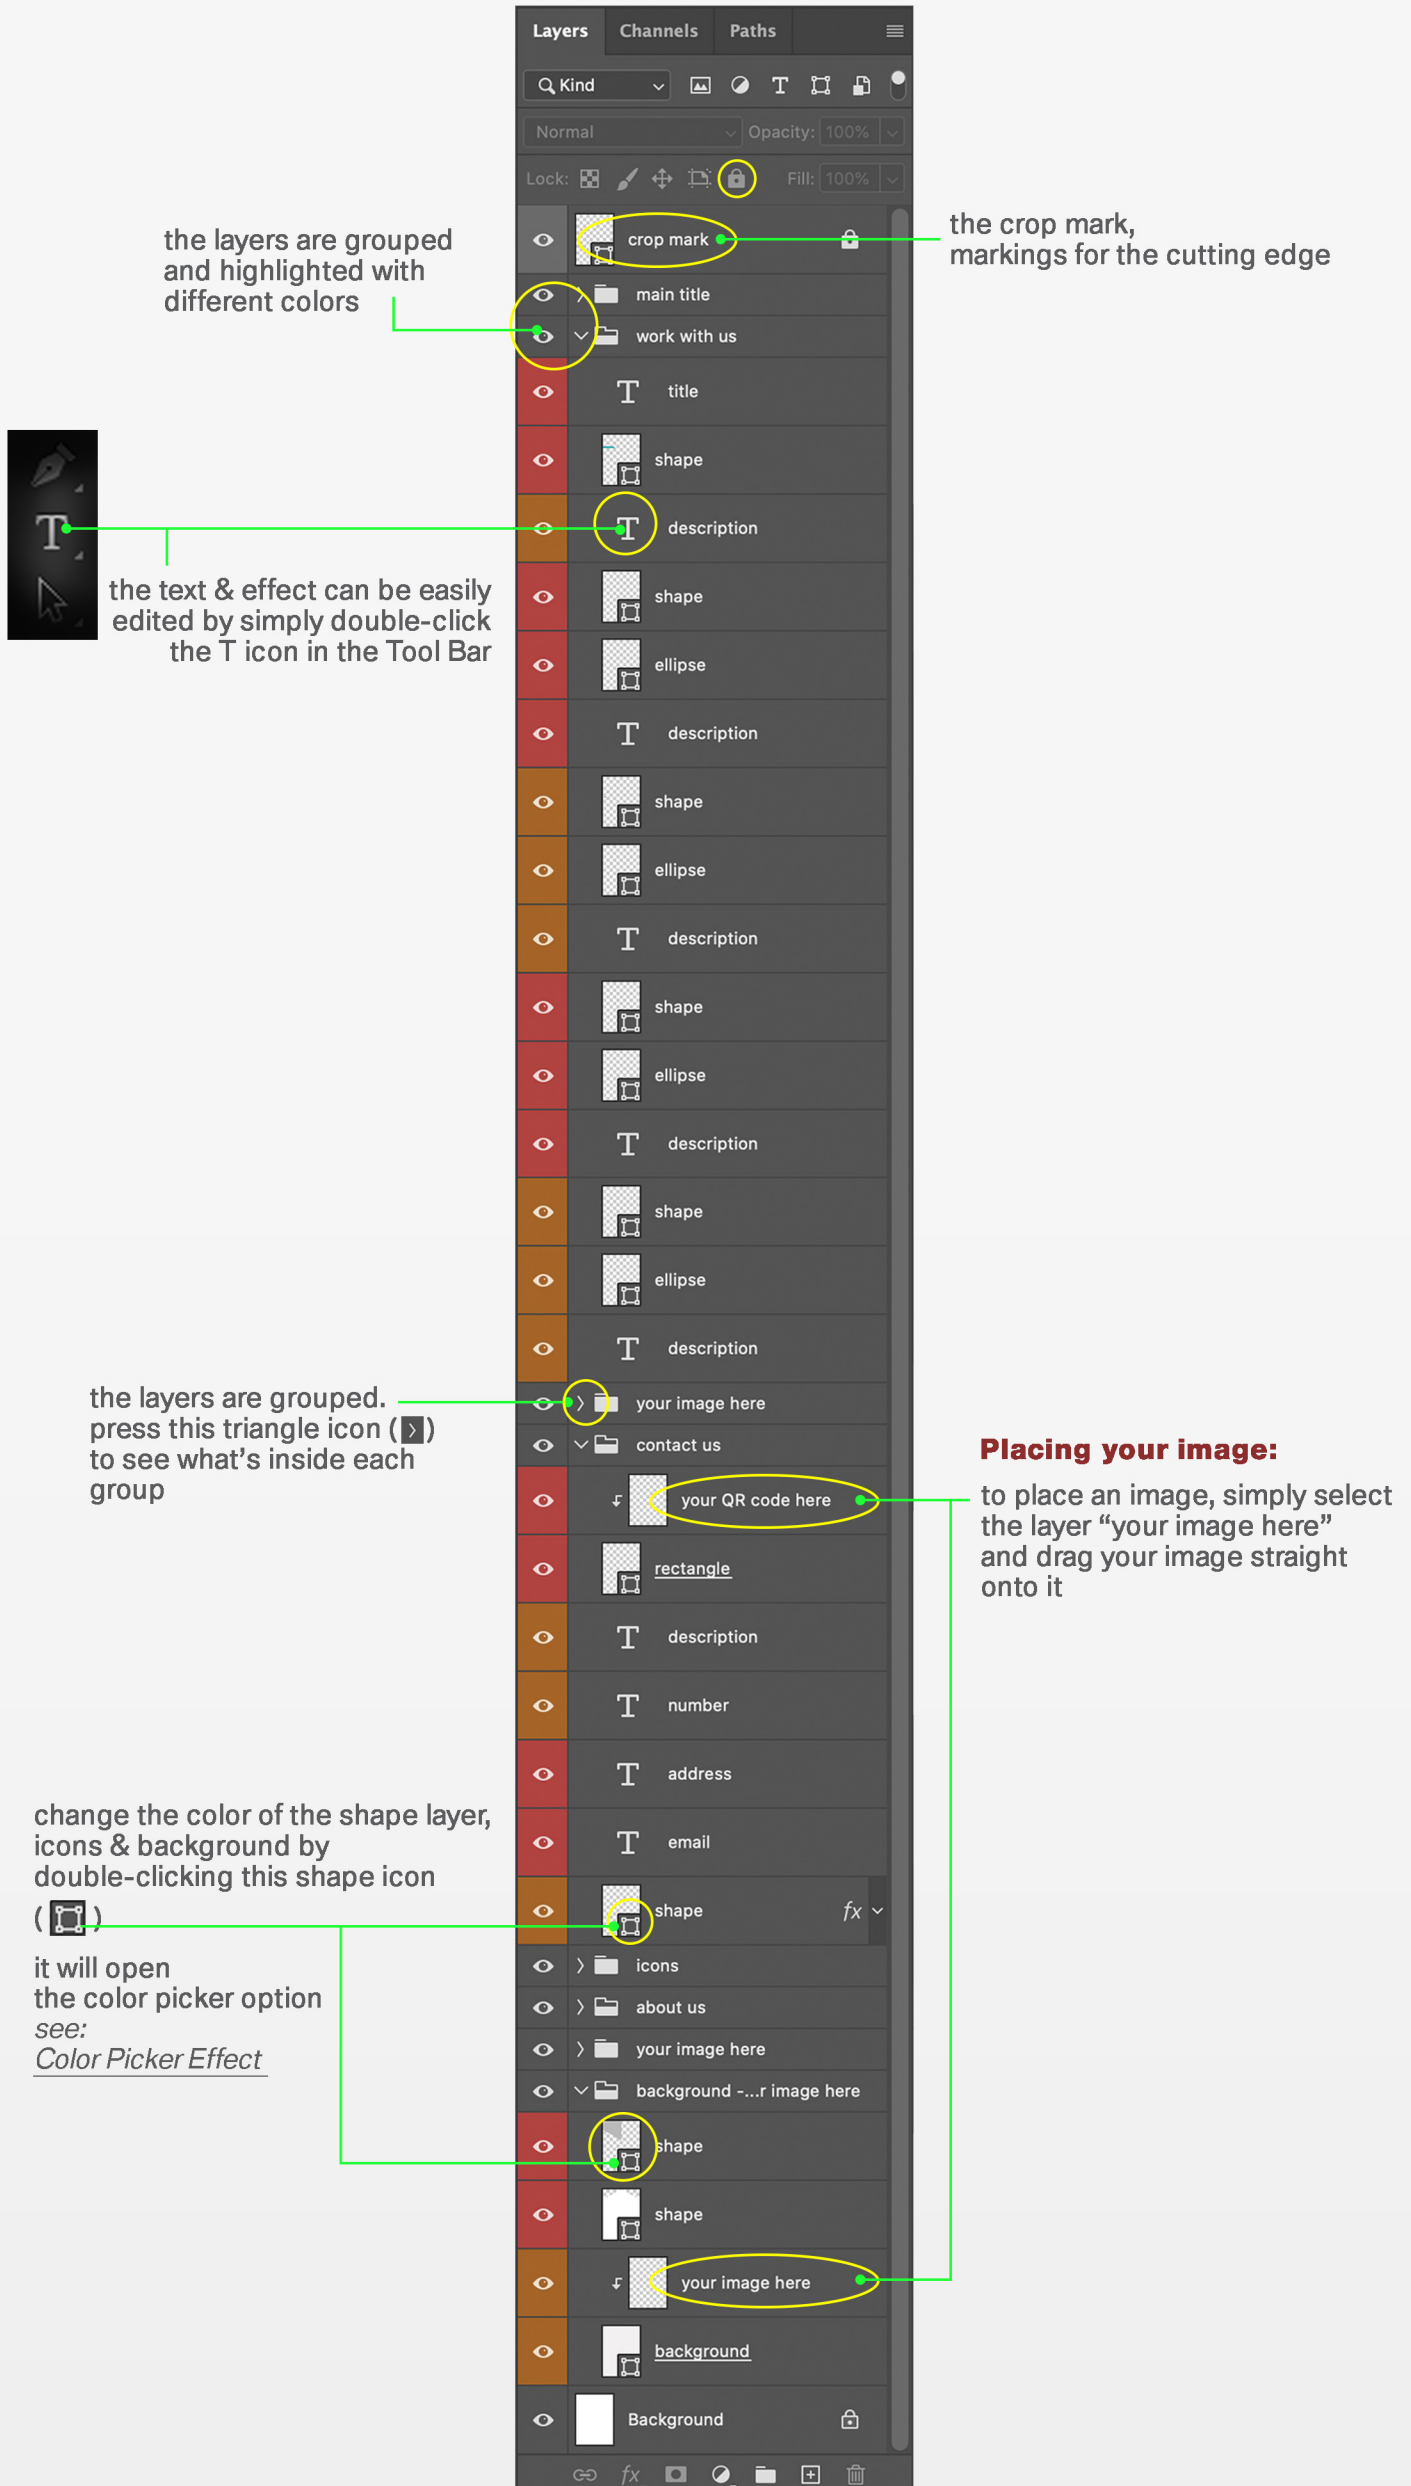 Layers Channels Paths
Kind
Normal Opacity: 100%
Lock: Fill: 100%
crop mark
the crop mark,
markings for the cutting edge
the layers are grouped
and highlighted with
different colors
main title
work with us
title
shape
description
the text & effect can be easily
edited by simply double-click
the T icon in the Tool Bar
shape
ellipse
description
shape
ellipse
description
shape
ellipse
description
shape
ellipse
description
the layers are grouped.
press this triangle icon (>)
to see what's inside each
group
your image here
contact us
your QR code here
Placing your image:
to place an image, simply select
the layer “your image here”
and drag your image straight
onto it
rectangle
description
number
address
email
change the color of the shape layer,
icons & background by
double-clicking this shape icon
( )
it will open
the color picker option
see:
Color Picker Effect
shape fx
icons
about us
your image here
background -...r image here
shape
shape
your image here
background
Background
fx